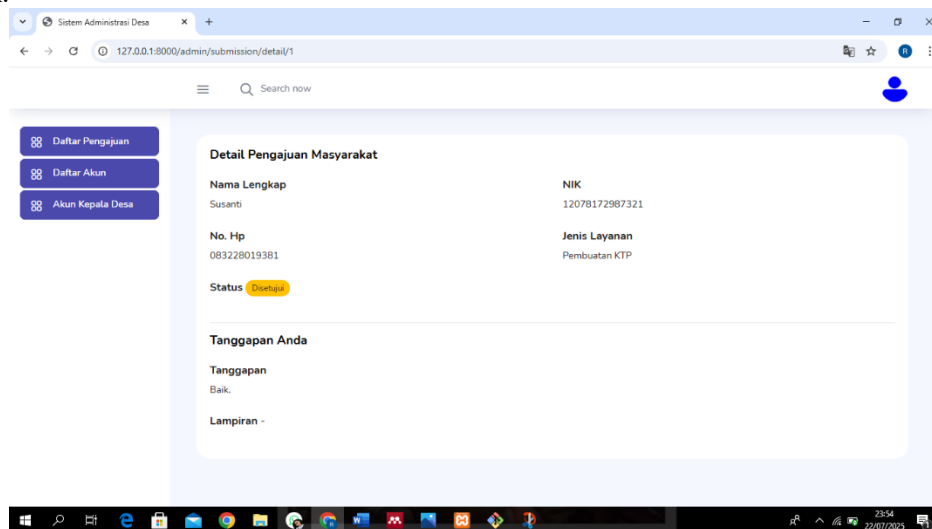 Sistem Administrasi Desa
127.0.0.1:8000/admin/submission/detail/1
R
Search now
Daftar Pengajuan
Daftar Akun
Akun Kepala Desa
Detail Pengajuan Masyarakat
Nama Lengkap NIK
Susanti 12078172987321
No. Hp Jenis Layanan
083228019381 Pembuatan KTP
Status Disetujui
Tanggapan Anda
Tanggapan
Baik.
Lampiran -
23:54
22/07/2025